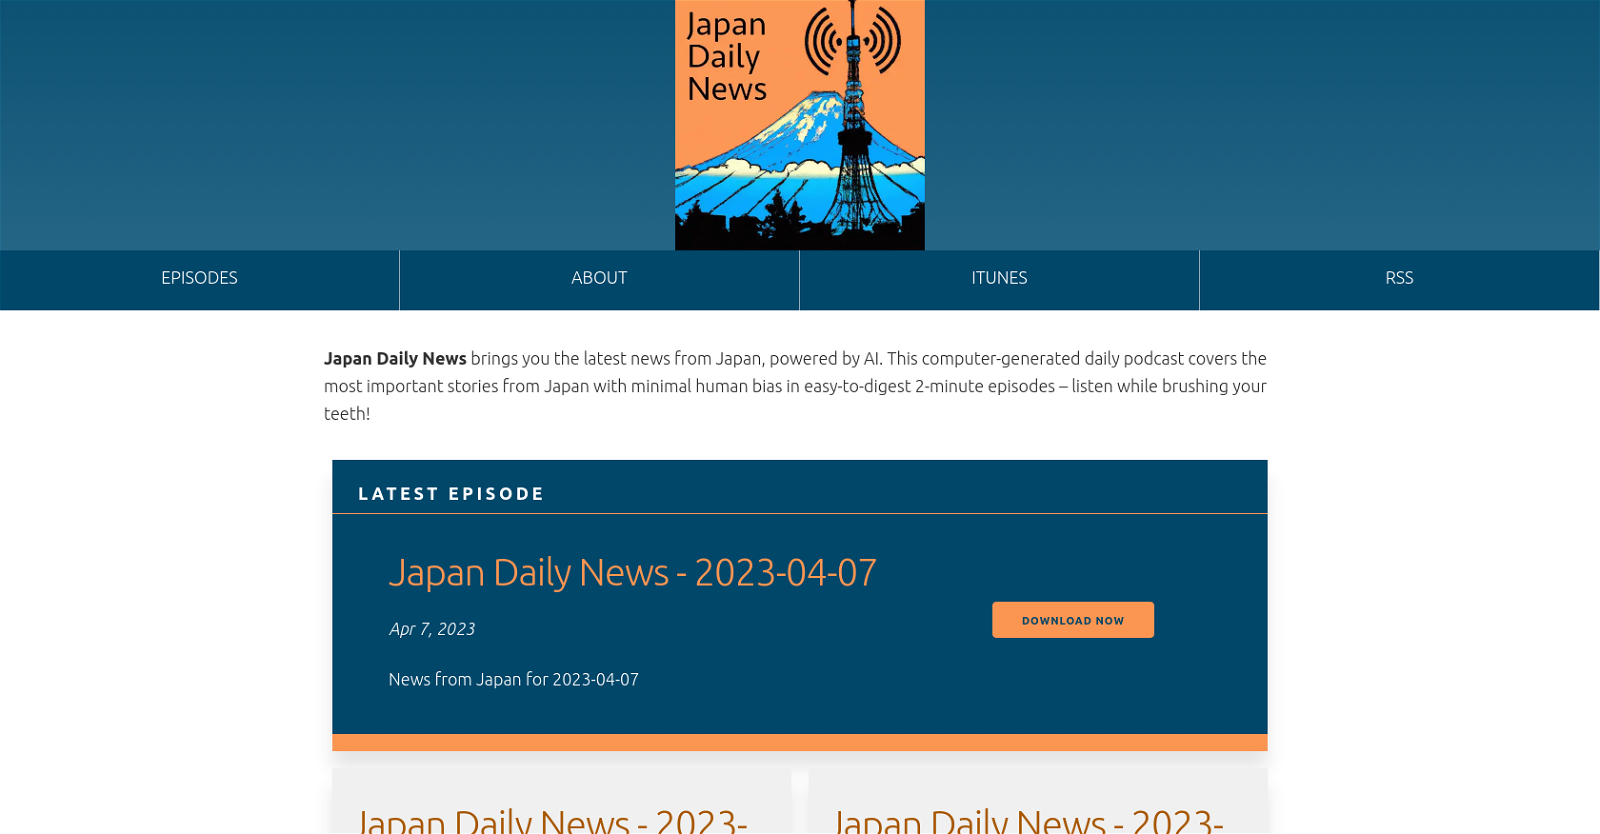 Japan
Daily
News
EPISODES
ABOUT
ITUNES
RSS
Japan Daily News brings you the latest news from Japan, powered by AI. This computer-generated daily podcast covers the
most important stories from Japan with minimal human bias in easy-to-digest 2-minute episodes – listen while brushing your
teeth!
LATEST EPISODE
Japan Daily News - 2023-04-07
Apr 7, 2023
DOWNLOAD NOW
News from Japan for 2023-04-07
Japan Daily News - 2023-
Japan Daily News - 2023-